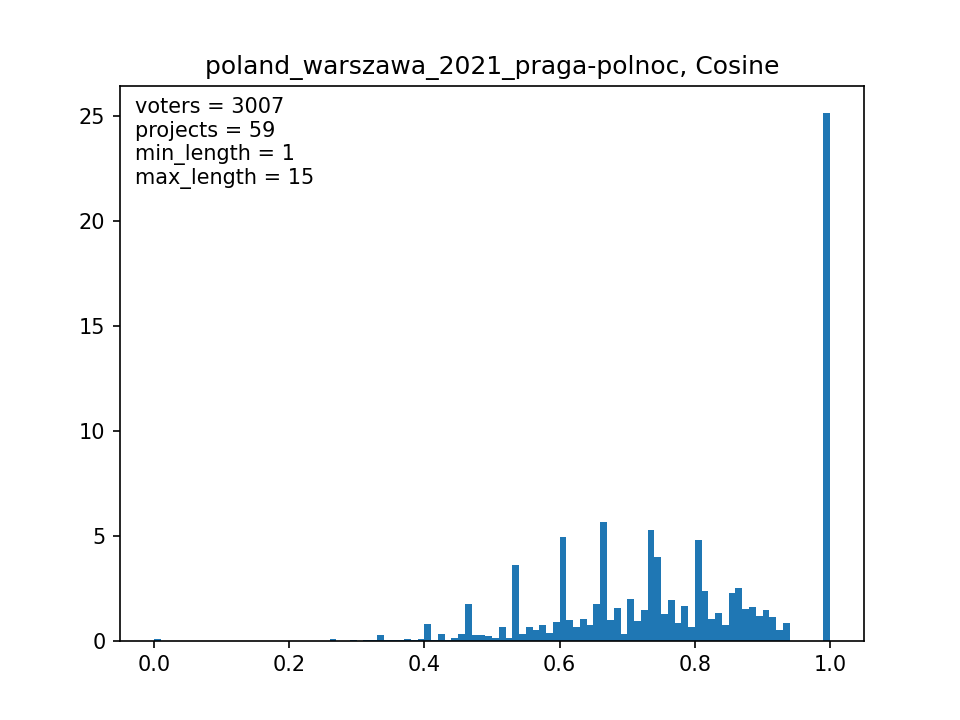 poland_warszawa_2021_praga-polnoc, Cosine
voters = 3007
projects = 59
min_length = 1
max_length = 15
25
20
15
10
5
0
0.0 0.2 0.4 0.6 0.8 1.0